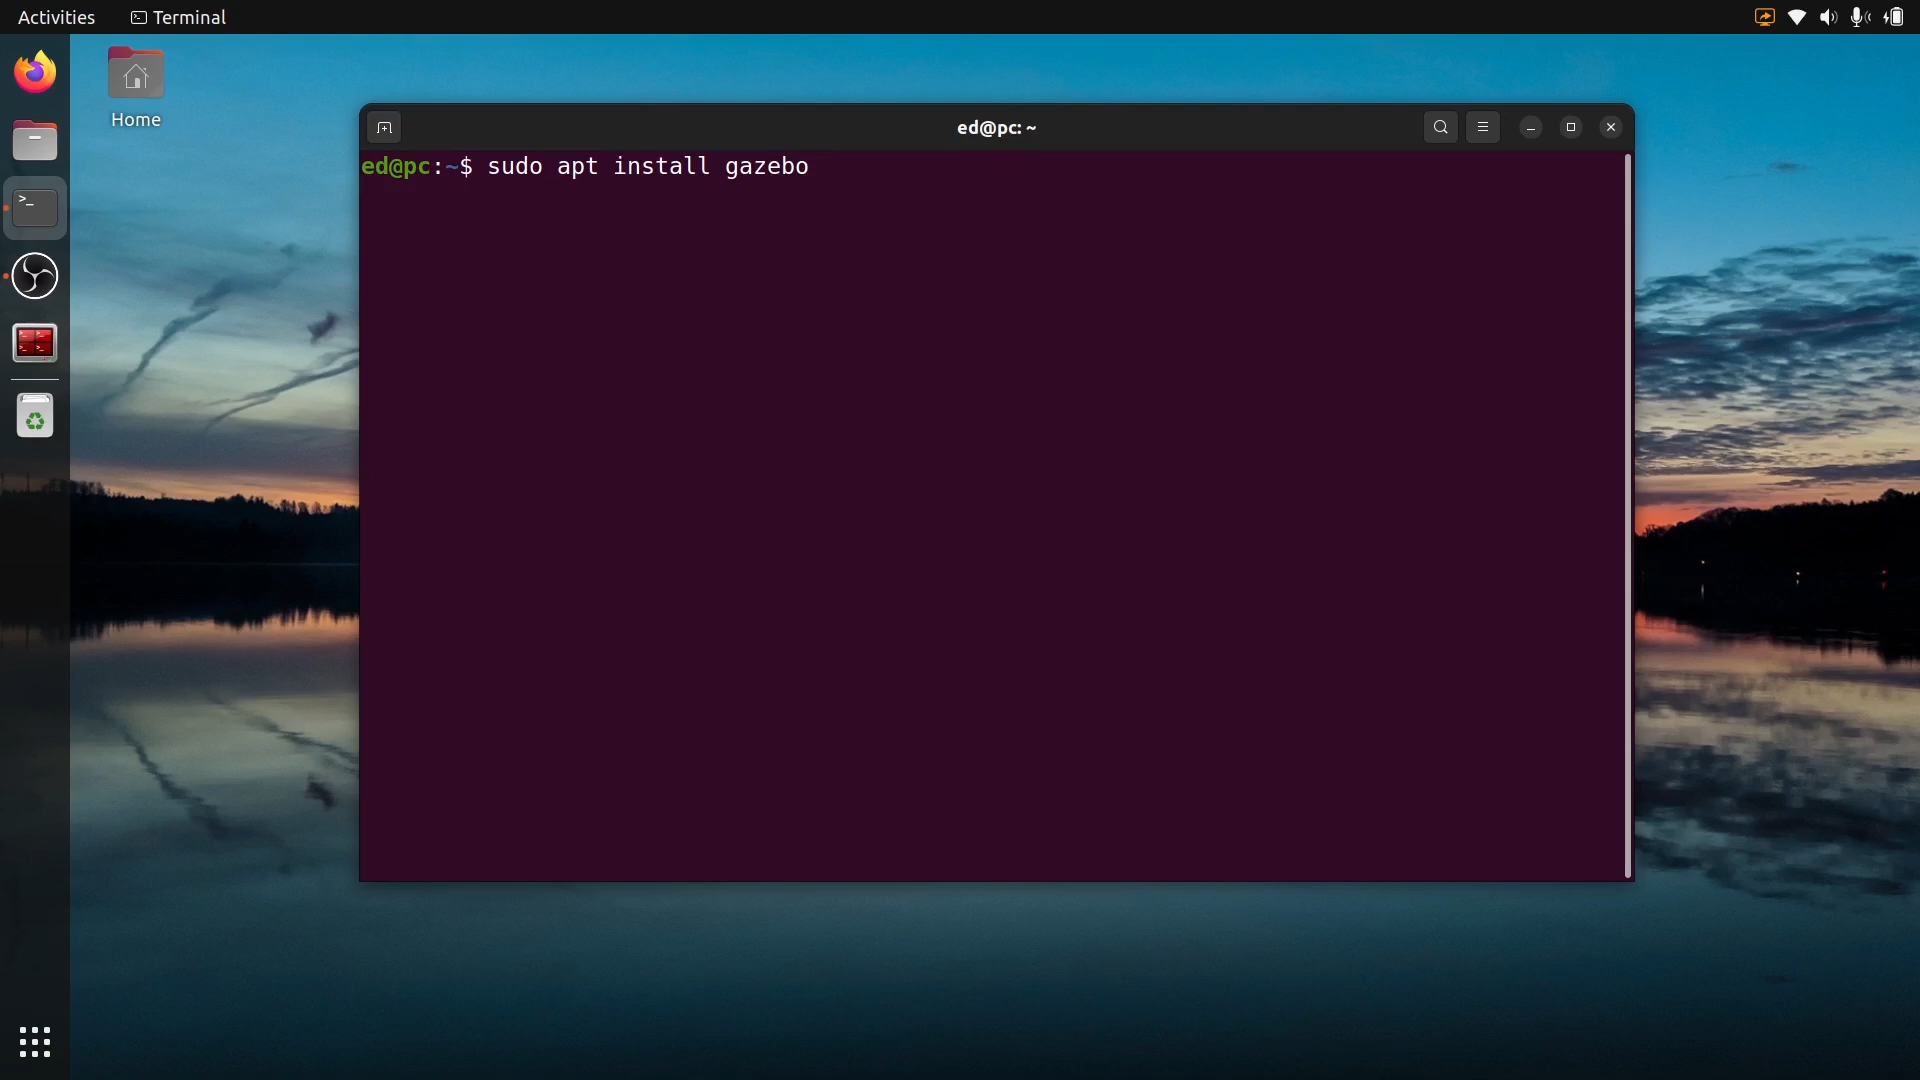 Activities
Terminal
Home
ed@pc: ~
ed@pc:~$ sudo apt install gazebo